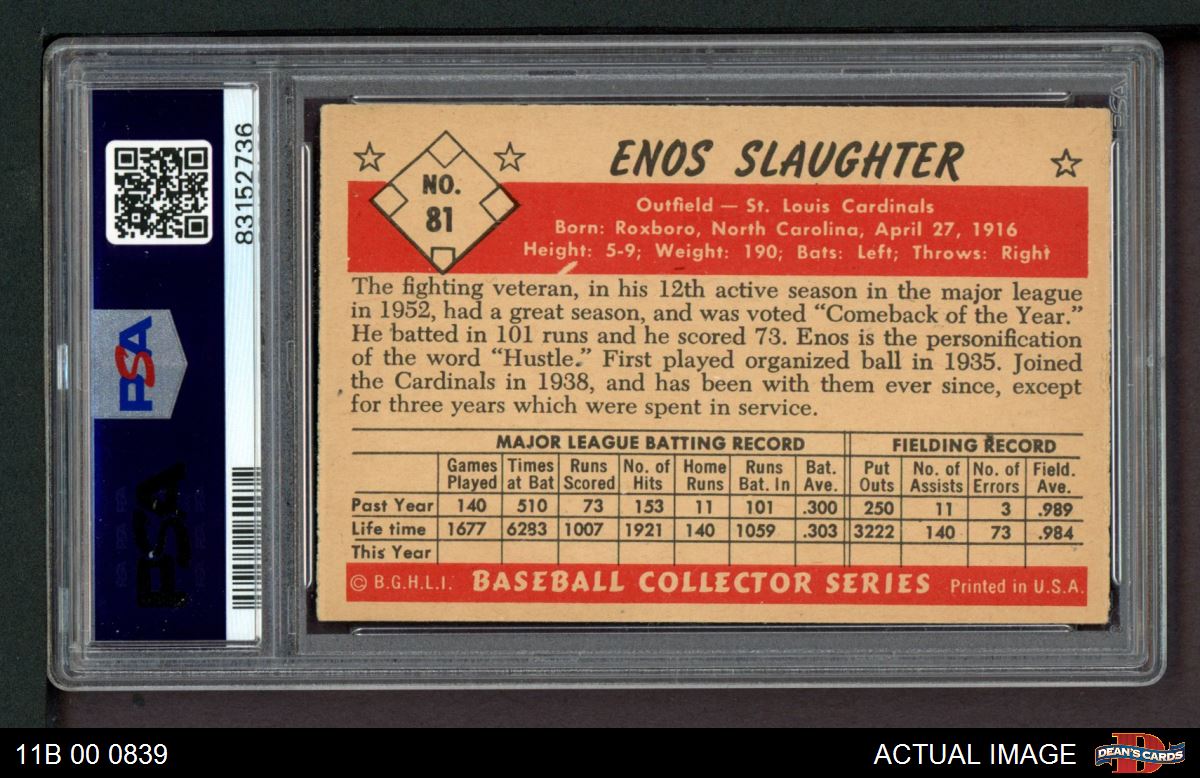 83152736
PSA
PSA
ENOS SLAUGHTER
NO.
81
Outfield — St. Louis Cardinals
Born: Roxboro, North Carolina, April 27, 1916
Height: 5-9; Weight: 190; Bats: Left; Throws: Right
The fighting veteran, in his 12th active season in the major league
in 1952, had a great season, and was voted “Comeback of the Year.”
He batted in 101 runs and he scored 73. Enos is the personification
of the word “Hustle.” First played organized ball in 1935. Joined
the Cardinals in 1938, and has been with them ever since, except
for three years which were spent in service.
MAJOR LEAGUE BATTING RECORD FIELDING RECORD
Games Times Runs No. of Home Runs Bat. Put No. of No. of Field.
Played at Bat Scored Hits Runs Bat. In Ave. Outs Assists Errors Ave.
Past Year 140 510 73 153 11 101 .300 250 11 3 .989
Life time 1677 6283 1007 1921 140 1059 .303 3222 140 73 .984
This Year
© B.G.H.L.I. BASEBALL COLLECTOR SERIES Printed in U.S.A.
11B 00 0839 ACTUAL IMAGE DEAN'S CARDS